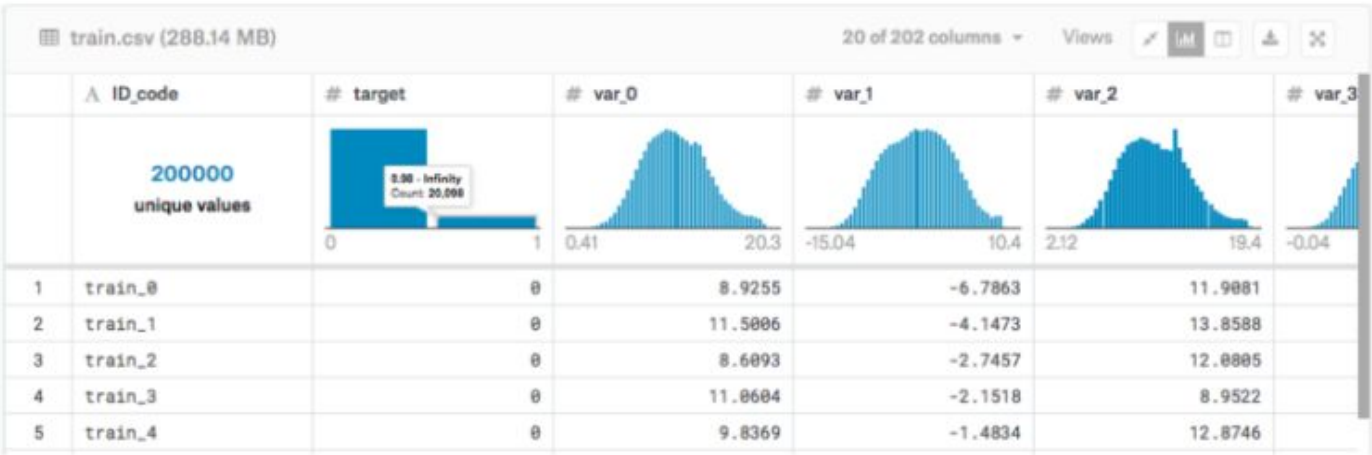 train.csv (288.14 MB) 20 of 202 columns Views
A ID_code # target # var_0 # var_1 # var_2 # var_3
200000
unique values
0.90 - Infinity
Count: 20,098
0 1 0.41 20.3 -15.04 10.4 2.12 19.4 -0.04
1 train_0 0 8.9255 -6.7863 11.9081
2 train_1 0 11.5006 -4.1473 13.8588
3 train_2 0 8.6093 -2.7457 12.0805
4 train_3 0 11.0604 -2.1518 8.9522
5 train_4 0 9.8369 -1.4834 12.8746